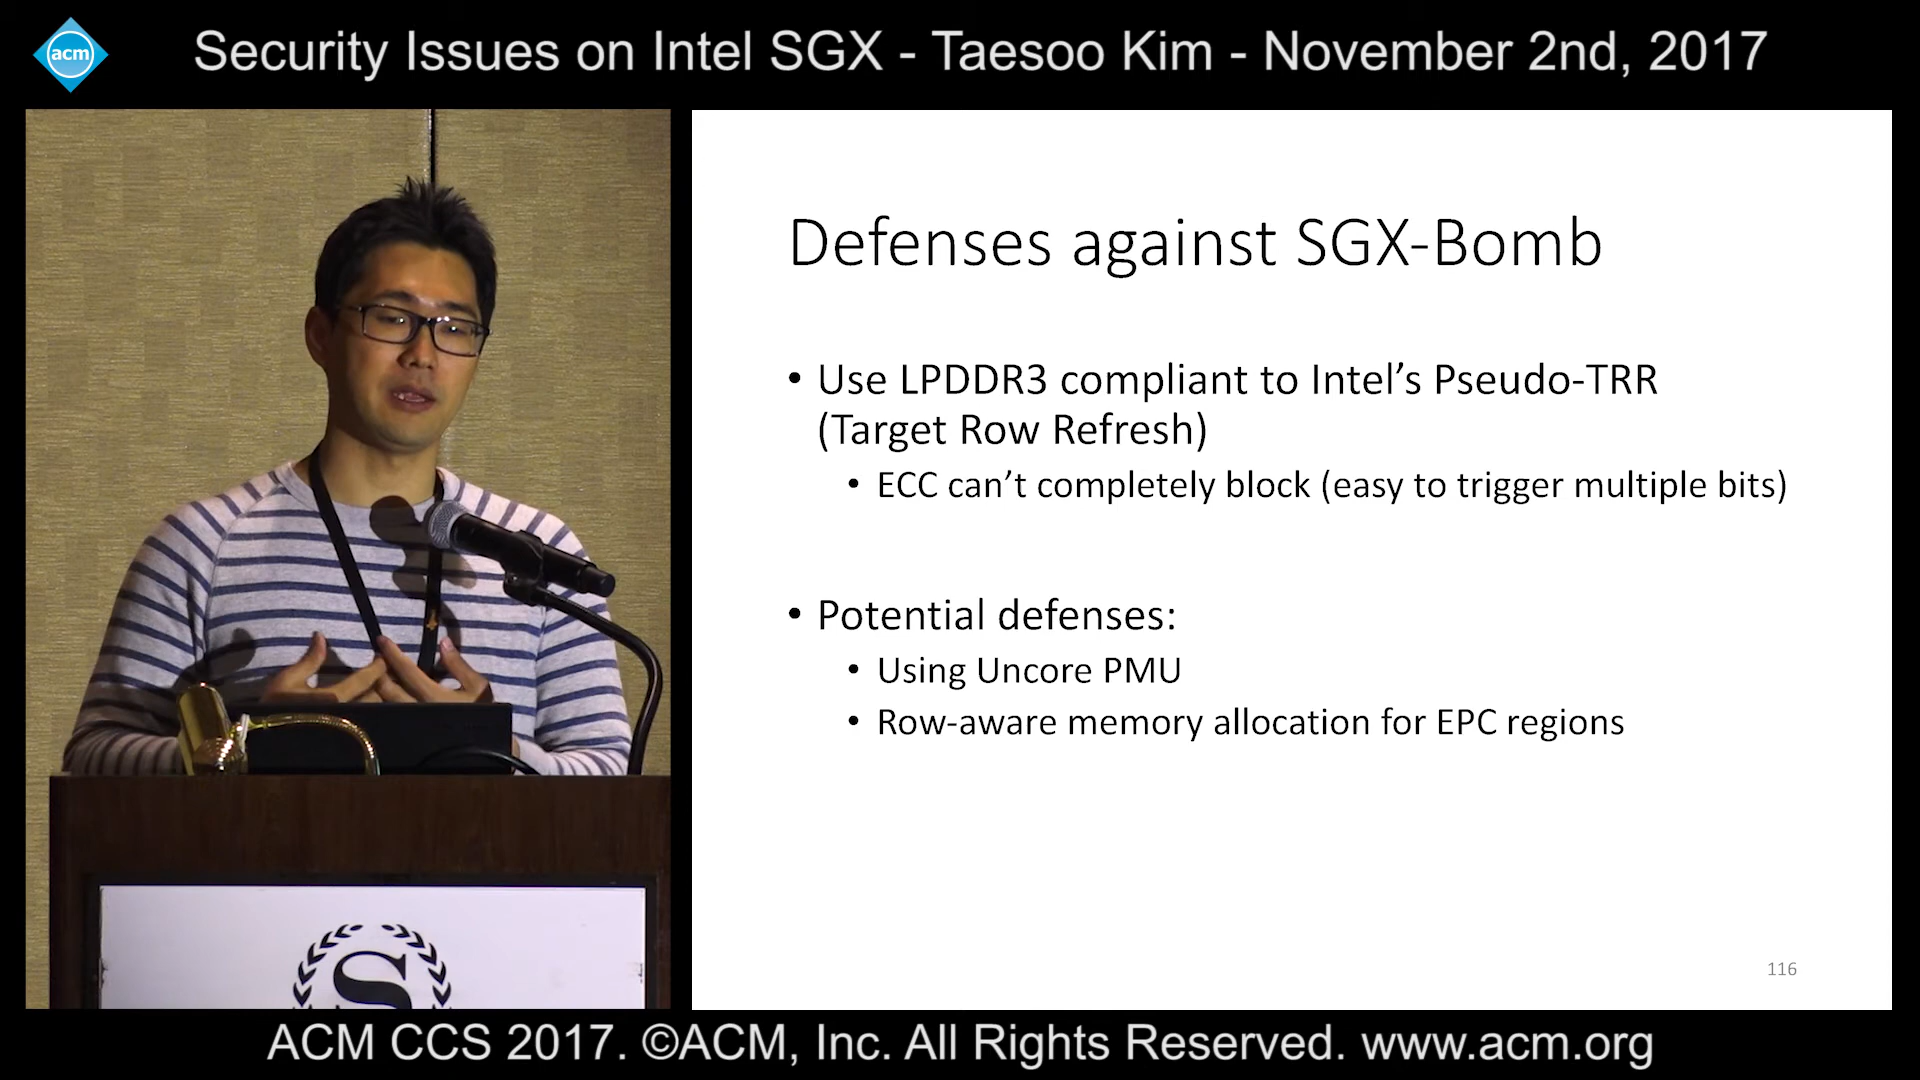 acm
Security Issues on Intel SGX - Taesoo Kim - November 2nd, 2017
Defenses against SGX-Bomb
• Use LPDDR3 compliant to Intel’s Pseudo-TRR
(Target Row Refresh)
• ECC can’t completely block (easy to trigger multiple bits)
• Potential defenses:
• Using Uncore PMU
• Row-aware memory allocation for EPC regions
116
S
ACM CCS 2017. ©ACM, Inc. All Rights Reserved. www.acm.org